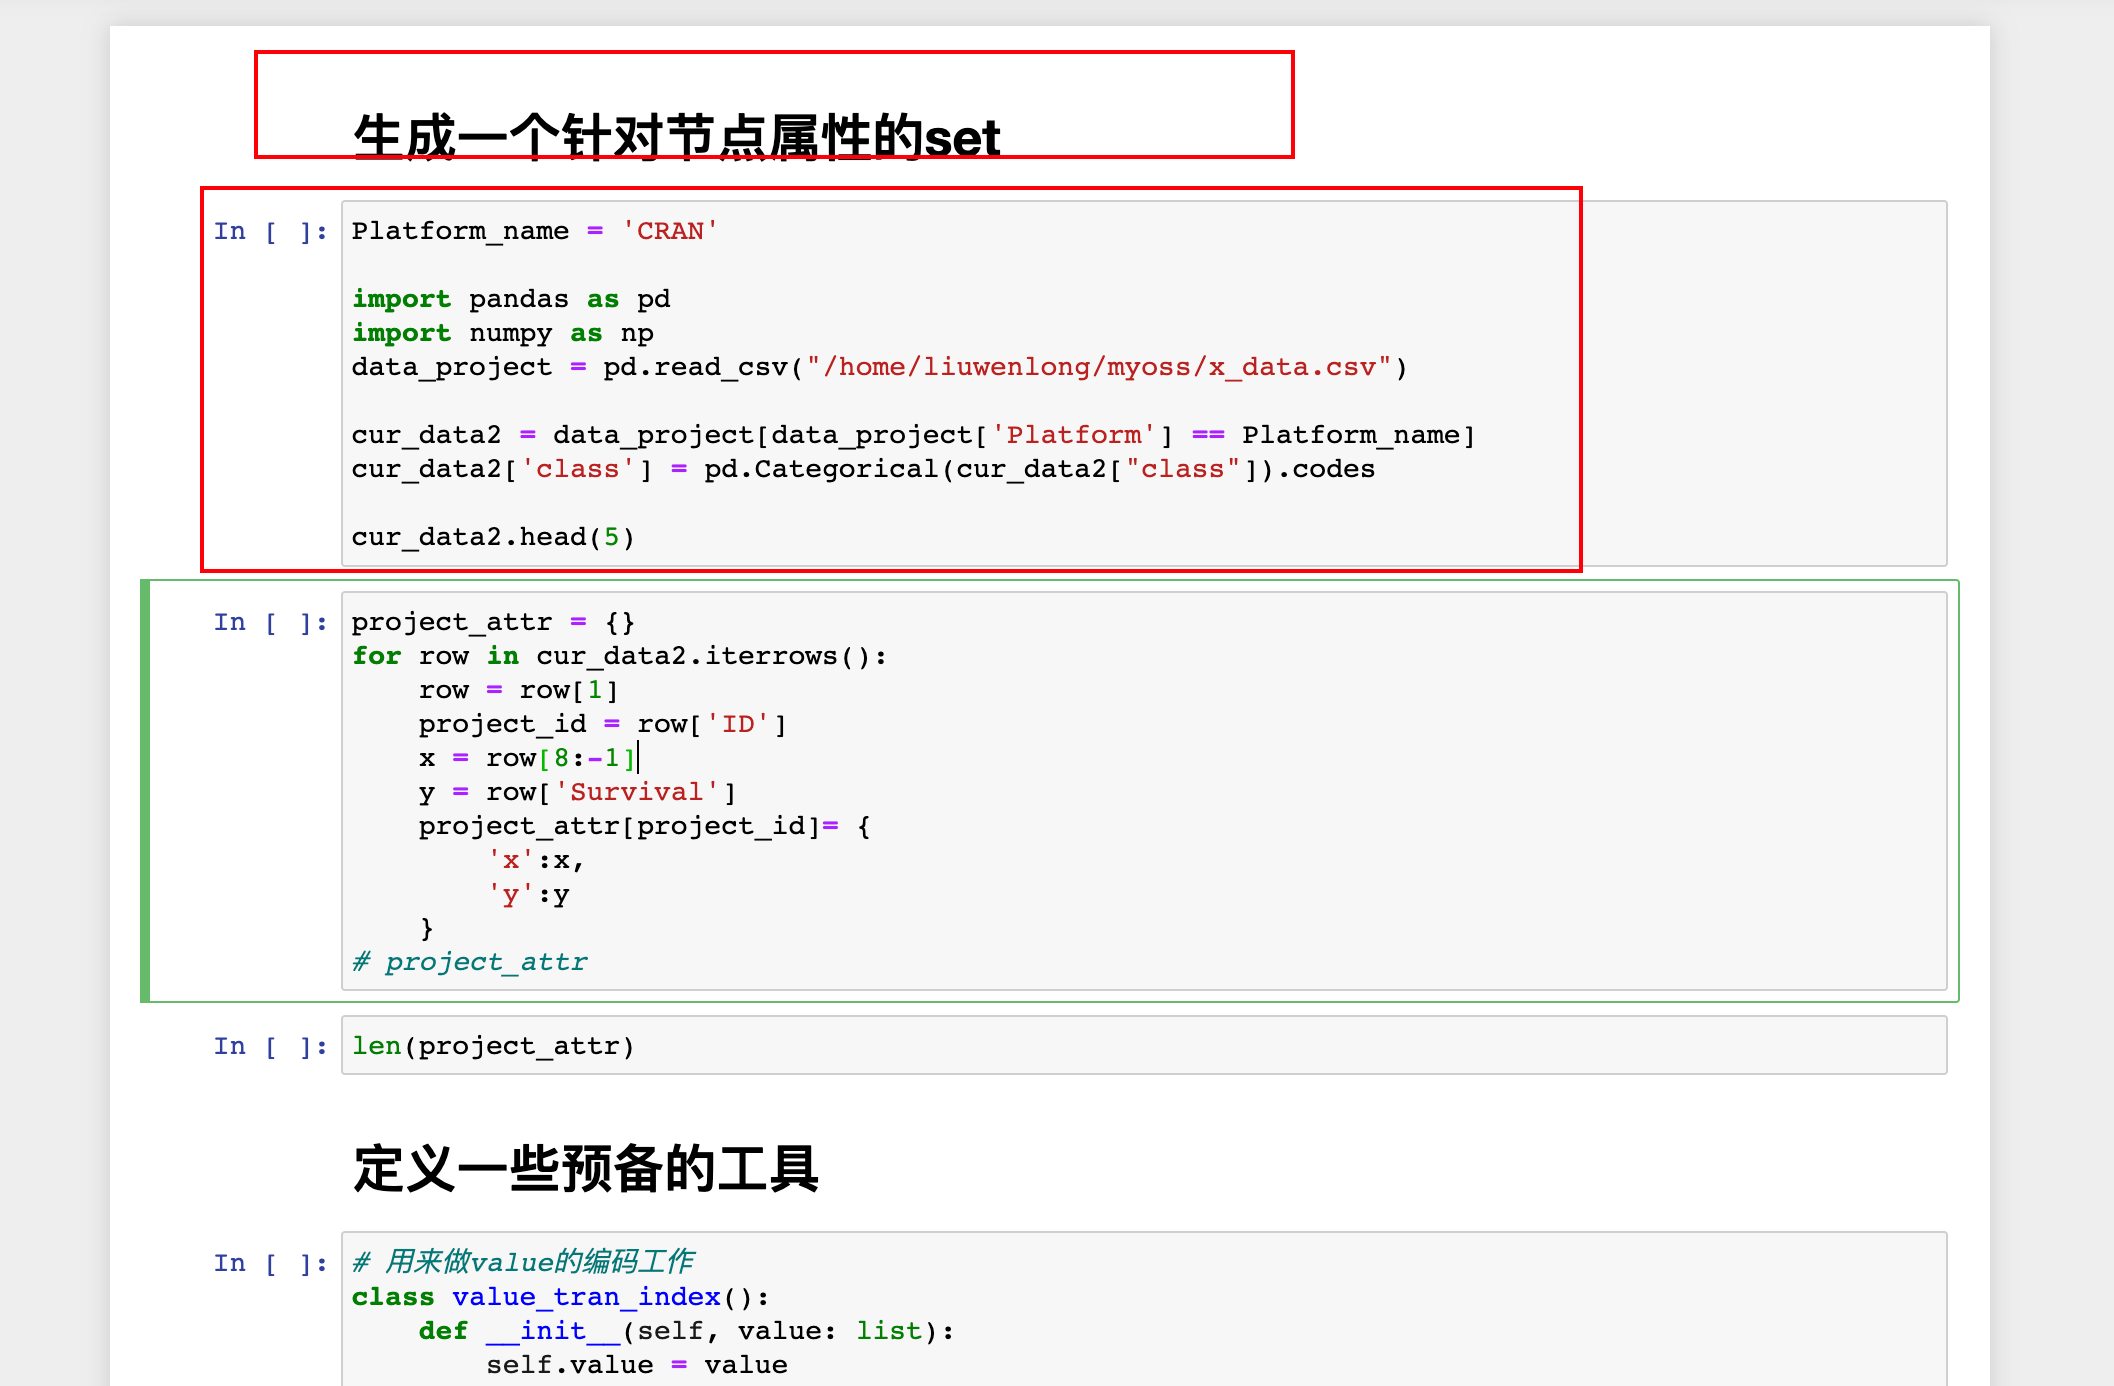 生成一个针对节点属性的set
In [ ]:
Platform_name = 'CRAN'
import pandas as pd
import numpy as np
data_project = pd.read_csv("/home/liuwenlong/myoss/x_data.csv")
cur_data2 = data_project[data_project['Platform'] == Platform_name]
cur_data2['class'] = pd.Categorical(cur_data2["class"]).codes
cur_data2.head(5)
In [ ]:
project_attr = {}
for row in cur_data2.iterrows():
    row = row[1]
    project_id = row['ID']
    x = row[8:-1]
    y = row['Survival']
    project_attr[project_id]= {
        'x':x,
        'y':y
    }
# project_attr
In [ ]:
len(project_attr)
定义一些预备的工具
In [ ]:
# 用来做value的编码工作
class value_tran_index():
    def __init__(self, value: list):
        self.value = value